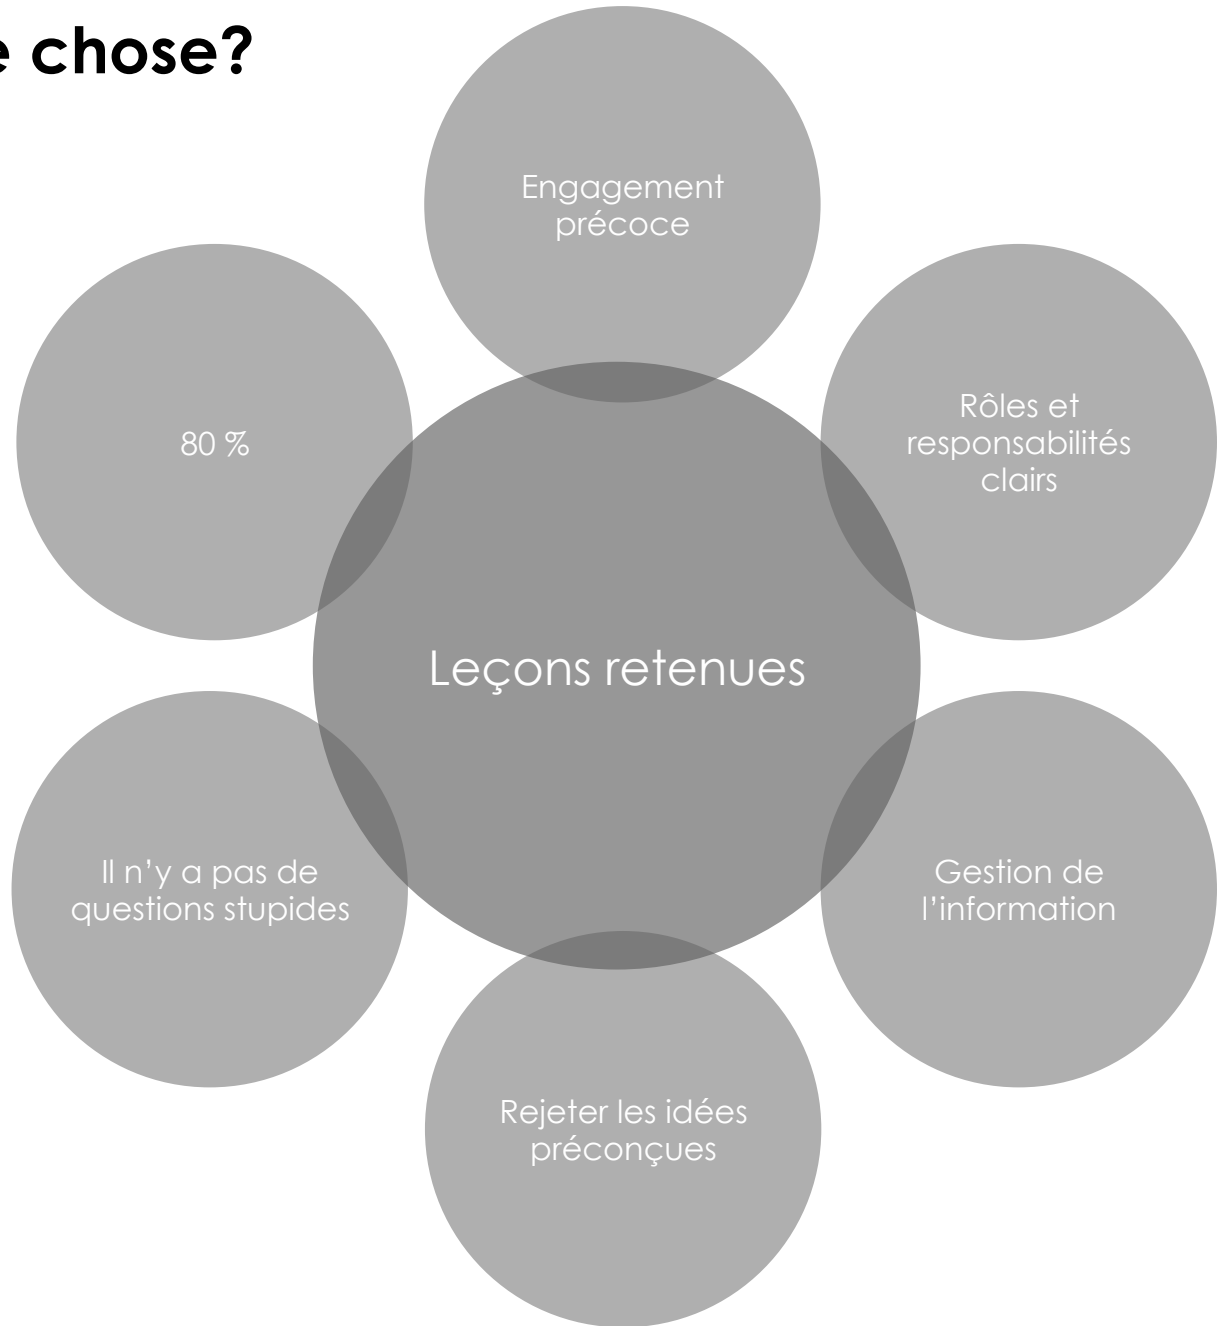 e chose?
Engagement
précoce
Rôles et
responsabilités
clairs
Gestion de
l'information
Rejeter les idées
préconçues
Il n'y a pas de
questions stupides
80 %
Leçons retenues